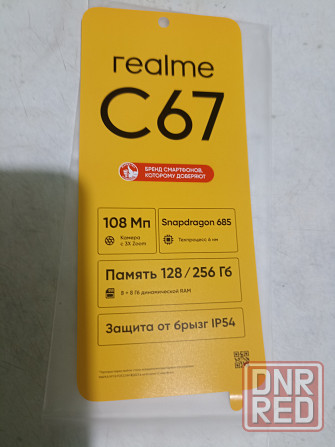 realme
C67
БРЕНД СМАРТФОНОВ,
КОТОРОМУ ДОВЕРЯЮТ
108 Мп
Камера
с 3X Zoom
Snapdragon 685
Техпроцесс 6 нм
Память 128 / 256 Гб
8 + 8 Гб динамической RAM
Защита от брызг IP54
DNR
RED